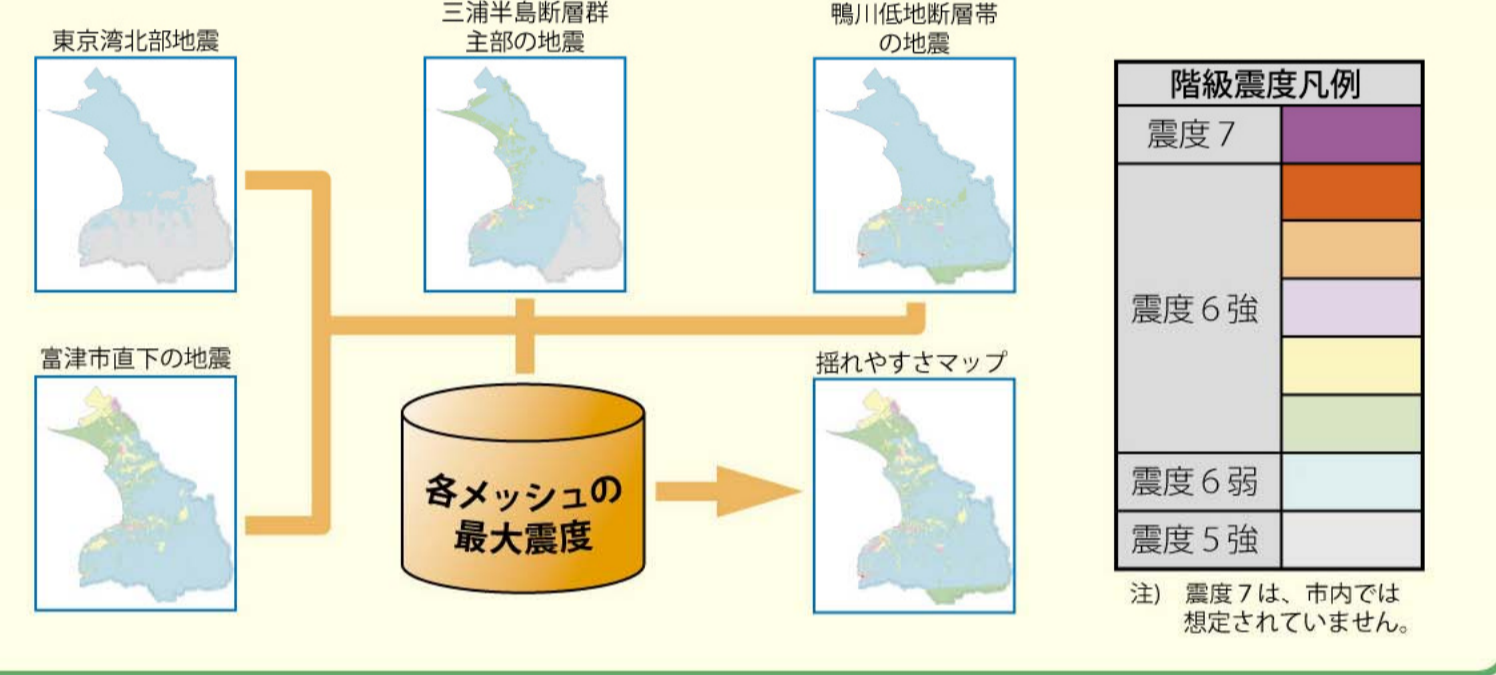 東京湾北部地震
三浦半島断層群
主部の地震
鴨川低地断層帯
の地震
富津市直下の地震
各メッシュの
最大震度
揺れやすさマップ
階級震度凡例
震度7
震度6強
震度6弱
震度5強
注) 震度7は、市内では
想定されていません。